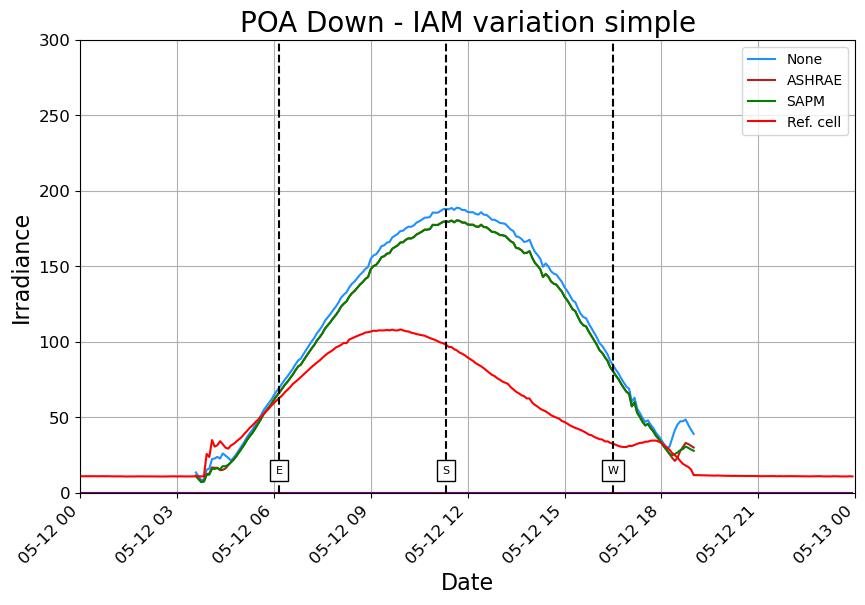 POA Down - IAM variation simple
300
250
200
150
100
50
0
Irradiance
None
ASHRAE
SAPM
Ref. cell
E
S
W
05-12 00
05-12 03
05-12 06
05-12 09
05-12 12
05-12 15
05-12 18
05-12 21
05-13 00
Date